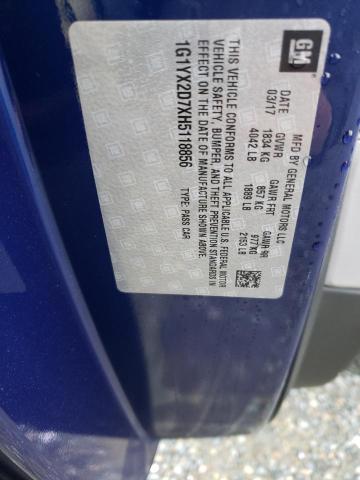 GM
MFD BY GENERAL MOTORS LLC
DATE GVWR GAWR FRT GAWR RR
03/17 1834 KG 857 KG 977 KG
4042 LB 1889 LB 2153 LB
THIS VEHICLE CONFORMS TO ALL APPLICABLE U.S. FEDERAL MOTOR
VEHICLE SAFETY, BUMPER, AND THEFT PREVENTION STANDARDS IN
EFFECT ON THE DATE OF MANUFACTURE SHOWN ABOVE.
1G1YX2D7XH5118856 TYPE: PASS CAR